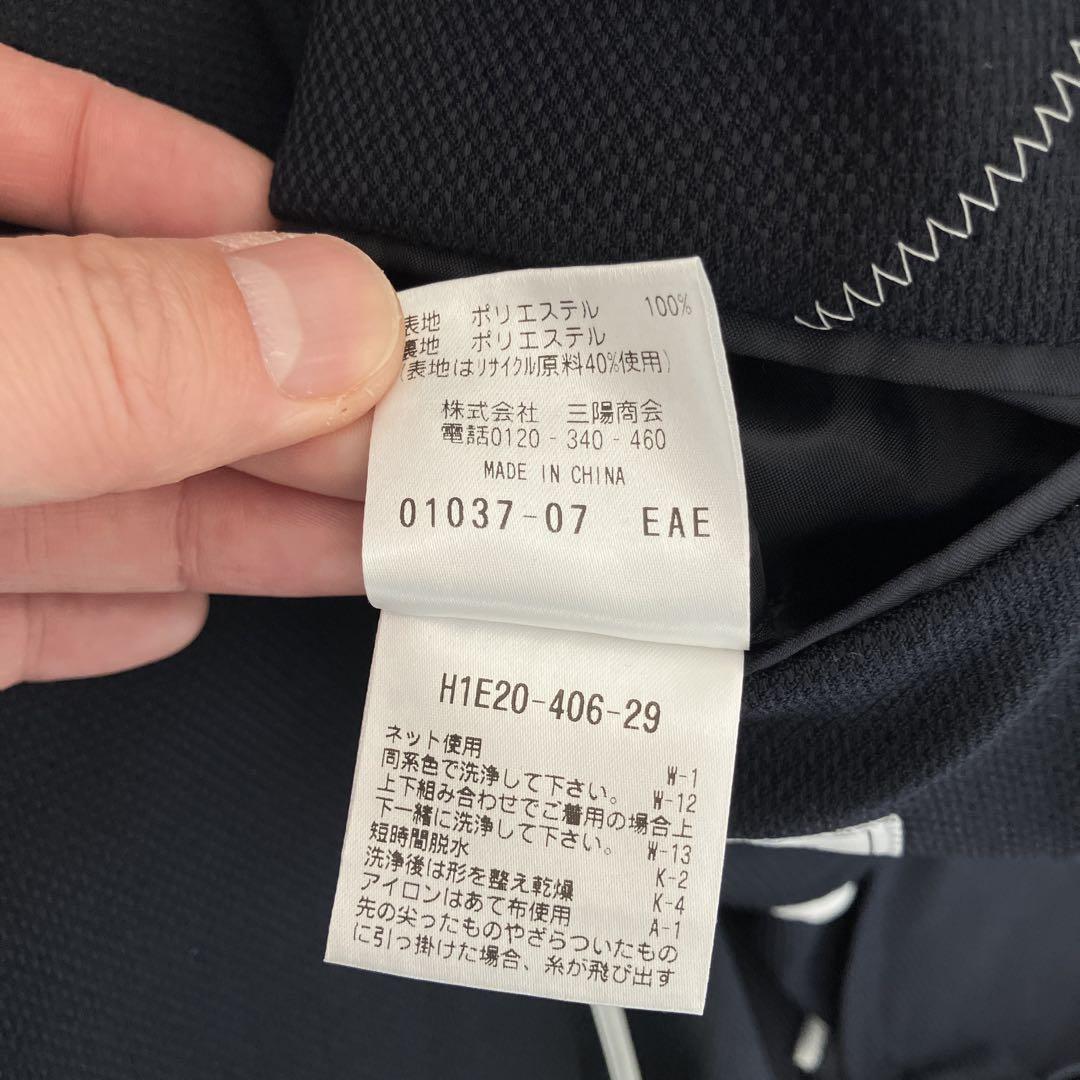 表地 ポリエステル 100%
裏地 ポリエステル
(表地はリサイクル原料40%使用)
株式会社 三陽商会
電話0120-340-460
MADE IN CHINA
01037-07 EAE
H1E20-406-29
ネット使用 W-1
同系色で洗浄して下さい。 W-12
上下組み合わせでご着用の場合上
下一緒に洗浄して下さい。 W-13
短時間脱水 K-2
洗浄後は形を整え乾燥 K-4
アイロンはあて布使用 A-1
先の尖ったものやざらついたもの
に引っ掛けた場合、糸が飛び出す